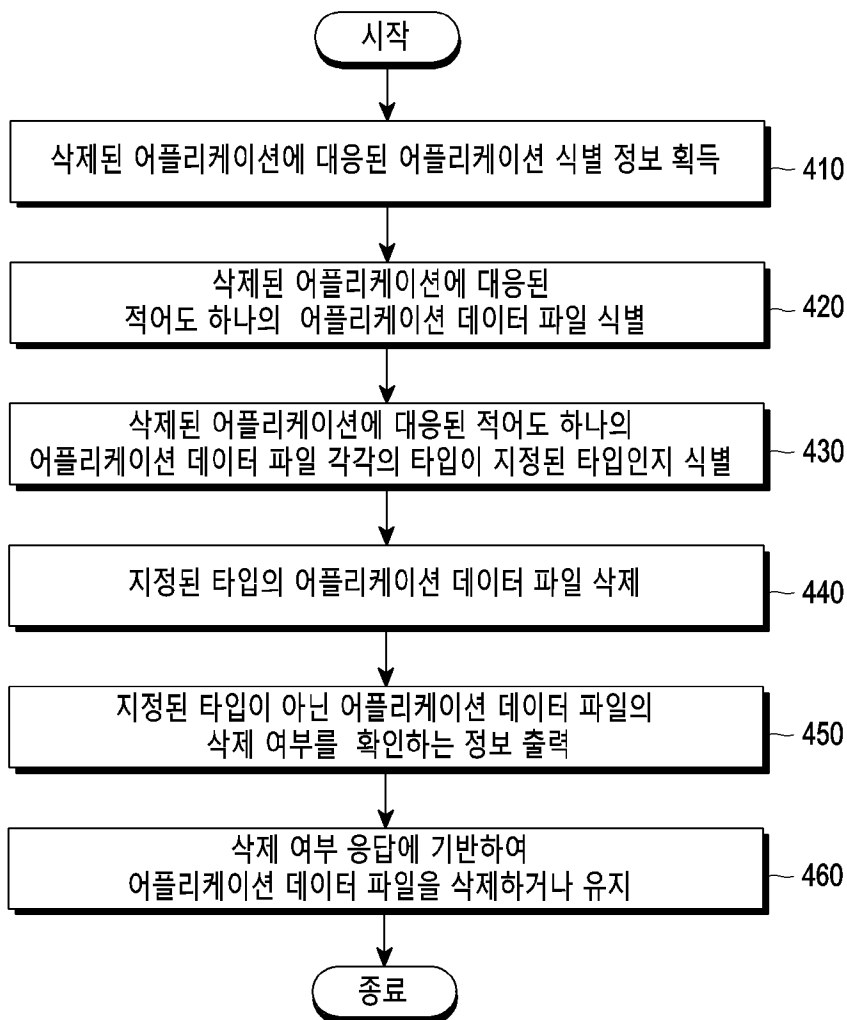 시작
삭제된 어플리케이션에 대응된 어플리케이션 식별 정보 획득
410
삭제된 어플리케이션에 대응된
적어도 하나의 어플리케이션 데이터 파일 식별
420
삭제된 어플리케이션에 대응된 적어도 하나의
어플리케이션 데이터 파일 각각의 타입이 지정된 타입인지 식별
430
지정된 타입의 어플리케이션 데이터 파일 삭제
440
지정된 타입이 아닌 어플리케이션 데이터 파일의
삭제 여부를 확인하는 정보 출력
450
삭제 여부 응답에 기반하여
어플리케이션 데이터 파일을 삭제하거나 유지
460
종료